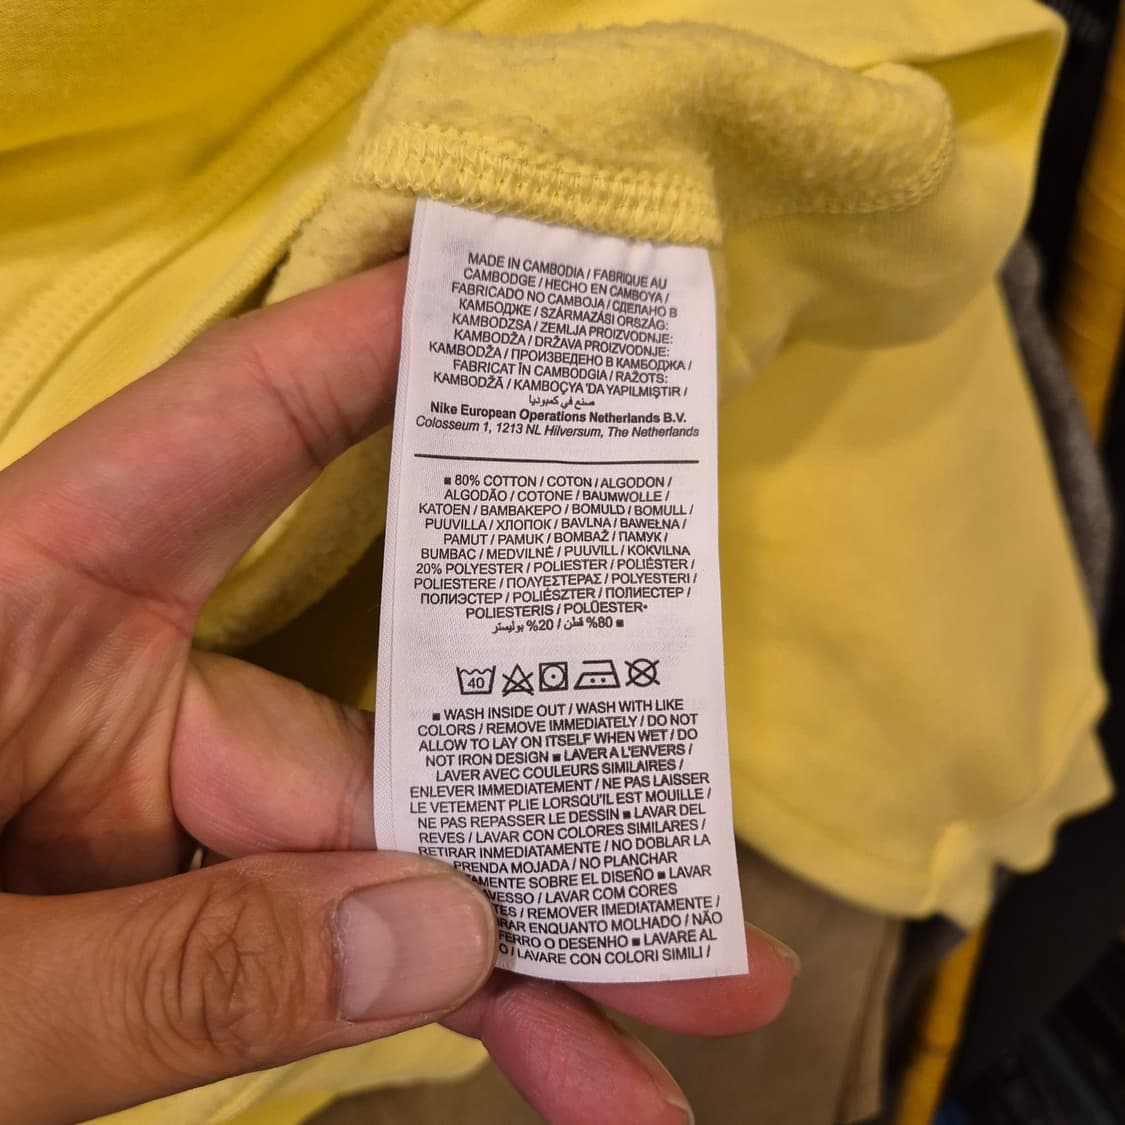 MADE IN CAMBODIA / FABRIQUE AU
CAMBODGE / HECHO EN CAMBOYA /
FABRICADO NO CAMBOJA / СДЕЛАНО В
КАМБОДЖЕ / SZÁRMAZÁSI ORSZÁG:
KAMBODZSA / ZEMLJA PROIZVODNJE:
KAMBODŽA / DRŽAVA PROIZVODNJE:
KAMBODŽA / ПРОИЗВЕДЕНО В КАМБОДЖА /
FABRICAT ÎN CAMBODGIA / RAŽOTS:
KAMBODŽĀ / KAMBOÇYA'DA YAPILMIŞTIR /
صنع في كمبوديا
Nike European Operations Netherlands B.V.
Colosseum 1, 1213 NL Hilversum, The Netherlands
■ 80% COTTON / COTON / ALGODON /
ALGODÃO / COTONE / BAUMWOLLE /
KATOEN / ΒΑΜΒΑΚΕΡΟ / BOMULD / BOMULL /
PUUVILLA / ХЛОПОК / BAVLNA / BAWEŁNA /
PAMUT / PAMUK / BOMBAŽ / ПАМУК /
BUMBAC / MEDVILNĖ / PUUVILL / KOKVILNA
20% POLYESTER / POLIESTER / POLIÉSTER /
POLIESTERE / ΠΟΛΥΕΣΤΕΡΑΣ / POLYESTERI /
ПОЛИЭСТЕР / POLIÉSZTER / ПОЛИЕСТЕР /
POLIESTERIS / POLÜESTER•
■ 80% قطن / 20% بوليستر
40
■ WASH INSIDE OUT / WASH WITH LIKE
COLORS / REMOVE IMMEDIATELY / DO NOT
ALLOW TO LAY ON ITSELF WHEN WET / DO
NOT IRON DESIGN ■ LAVER A L'ENVERS /
LAVER AVEC COULEURS SIMILAIRES /
ENLEVER IMMEDIATEMENT / NE PAS LAISSER
LE VETEMENT PLIE LORSQU'IL EST MOUILLE /
NE PAS REPASSER LE DESSIN ■ LAVAR DEL
REVES / LAVAR CON COLORES SIMILARES /
RETIRAR INMEDIATAMENTE / NO DOBLAR LA
PRENDA MOJADA / NO PLANCHAR
AMENTE SOBRE EL DISEÑO ■ LAVAR
AVESSO / LAVAR COM CORES
TES / REMOVER IMEDIATAMENTE /
RAR ENQUANTO MOLHADO / NÃO
FERRO O DESENHO ■ LAVARE AL
O / LAVARE CON COLORI SIMILI /